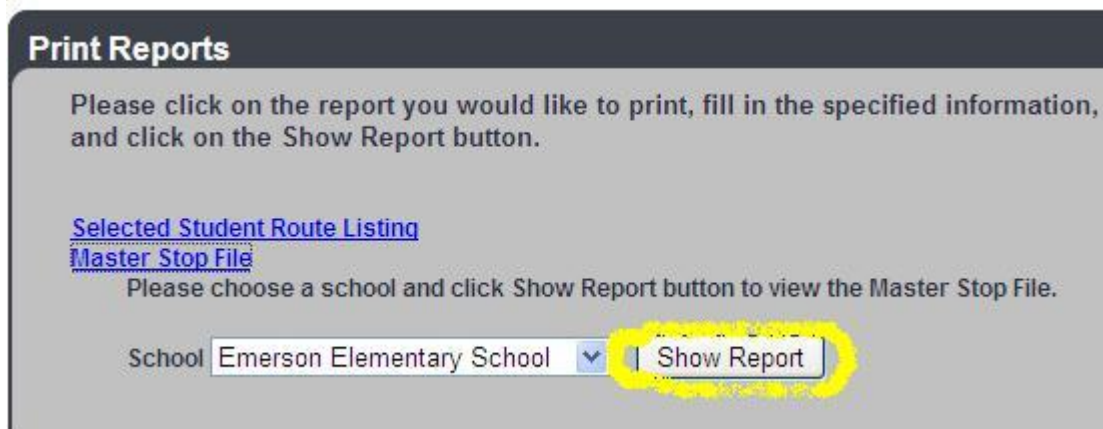 Print Reports
Please click on the report you would like to print, fill in the specified information,
and click on the Show Report button.
Selected Student Route Listing
Master Stop File
Please choose a school and click Show Report button to view the Master Stop File.
School Emerson Elementary School Show Report